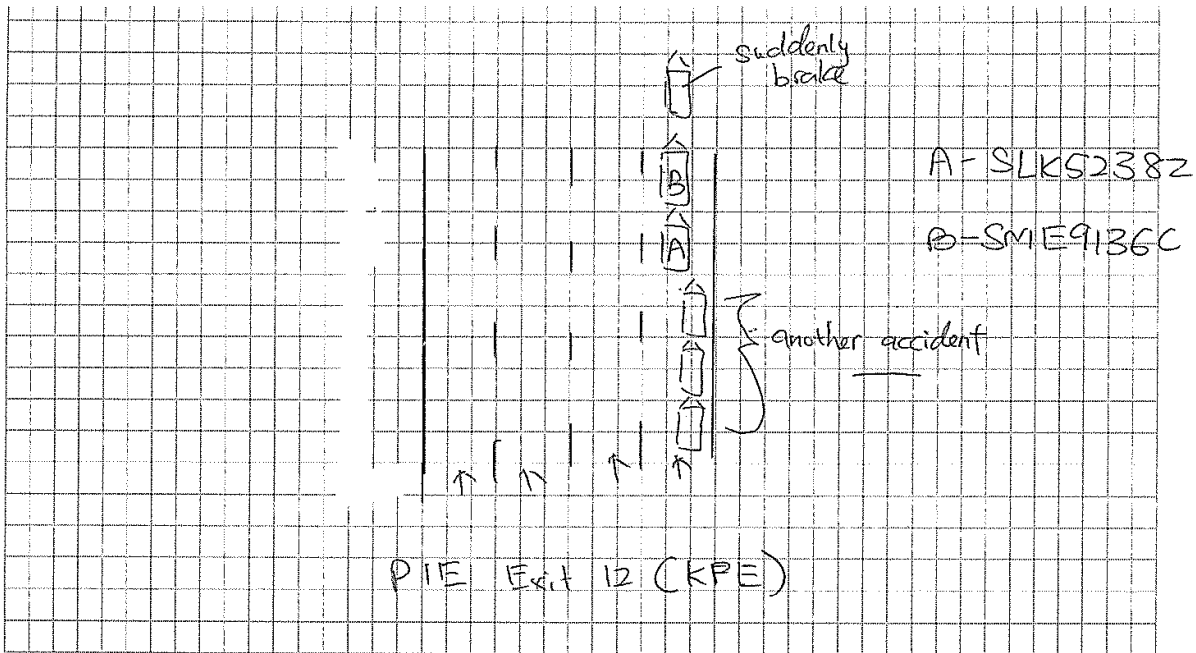 suddenly
brake
B
A - SLK5238Z
A
B - SME9136C
another accident
PIE Exit 12 (KPE)